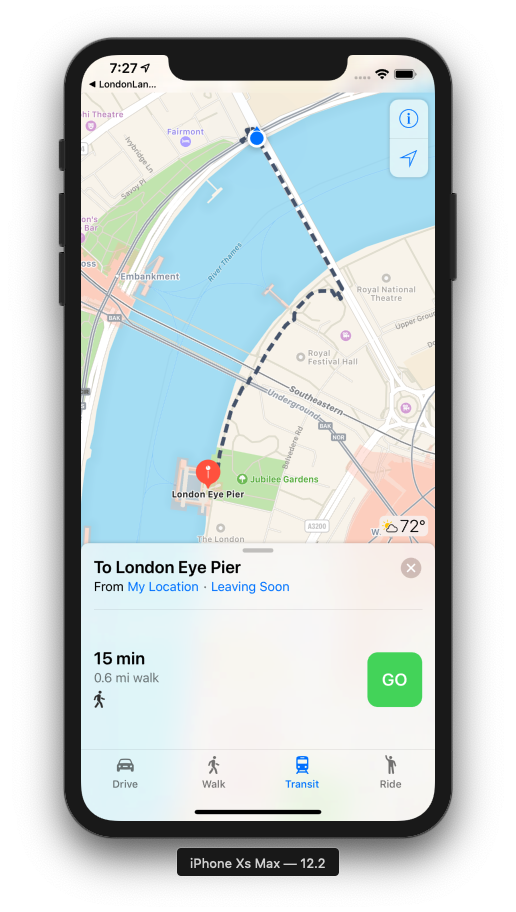 7:27
LondonLan...
phi Theatre
Fairmont
4
Ivybridge Ln
Savoy Pl
on's
Bar
oss
Embankment
River Thames
BAK
Royal National
Theatre
Upper Groun
Royal
Festival Hall
Southeastern
Underground
BAK
NOR
Belvedere Rd
Jubilee Gardens
London Eye Pier
A3200
W.
72°
The London
To London Eye Pier
From My Location · Leaving Soon
15 min
0.6 mi walk
GO
Drive
Walk
Transit
Ride
iPhone Xs Max — 12.2